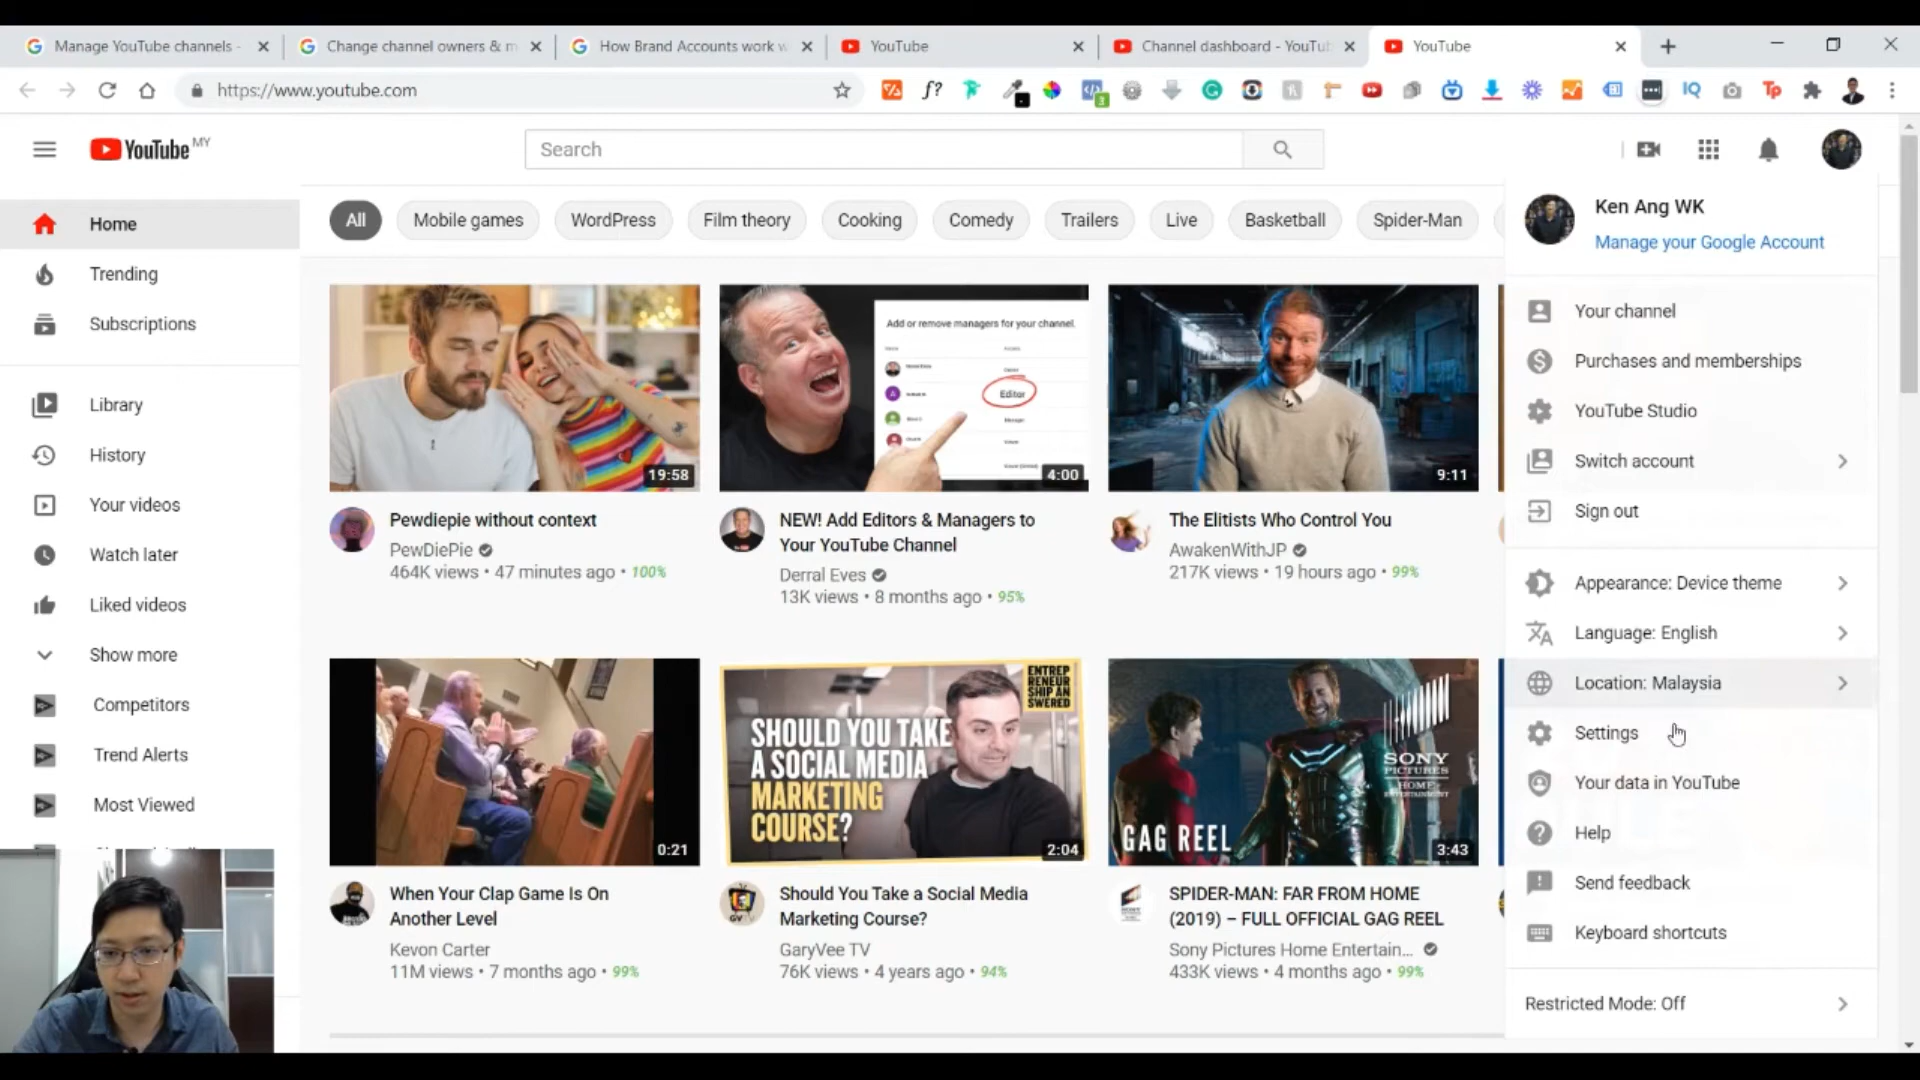 Manage YouTube channels -
Change channel owners & m
How Brand Accounts work w
YouTube
Channel dashboard - YouTub
YouTube
https://www.youtube.com
f?
3
IQ
Tp
YouTube MY
Search
Ken Ang WK
Manage your Google Account
Home
Trending
Subscriptions
Library
History
Your videos
Watch later
Liked videos
Show more
Competitors
Trend Alerts
Most Viewed
All
Mobile games
WordPress
Film theory
Cooking
Comedy
Trailers
Live
Basketball
Spider-Man
19:58
Pewdiepie without context
PewDiePie
464K views • 47 minutes ago • 100%
Add or remove managers for your channel.
Editor
4:00
NEW! Add Editors & Managers to
Your YouTube Channel
Derral Eves
13K views • 8 months ago • 95%
9:11
The Elitists Who Control You
AwakenWithJP
217K views • 19 hours ago • 99%
0:21
When Your Clap Game Is On
Another Level
Kevon Carter
11M views • 7 months ago • 99%
ENTREP
RENEUR
SHIP AN
SWERED
SHOULD YOU TAKE
A SOCIAL MEDIA
MARKETING
COURSE?
2:04
Should You Take a Social Media
Marketing Course?
GaryVee TV
76K views • 4 years ago • 94%
SONY
PICTURES
HOME
GAG REEL
3:43
SPIDER-MAN: FAR FROM HOME
(2019) – FULL OFFICIAL GAG REEL
Sony Pictures Home Entertain...
433K views • 4 months ago • 99%
Your channel
Purchases and memberships
YouTube Studio
Switch account
Sign out
Appearance: Device theme
Language: English
Location: Malaysia
Settings
Your data in YouTube
Help
Send feedback
Keyboard shortcuts
Restricted Mode: Off